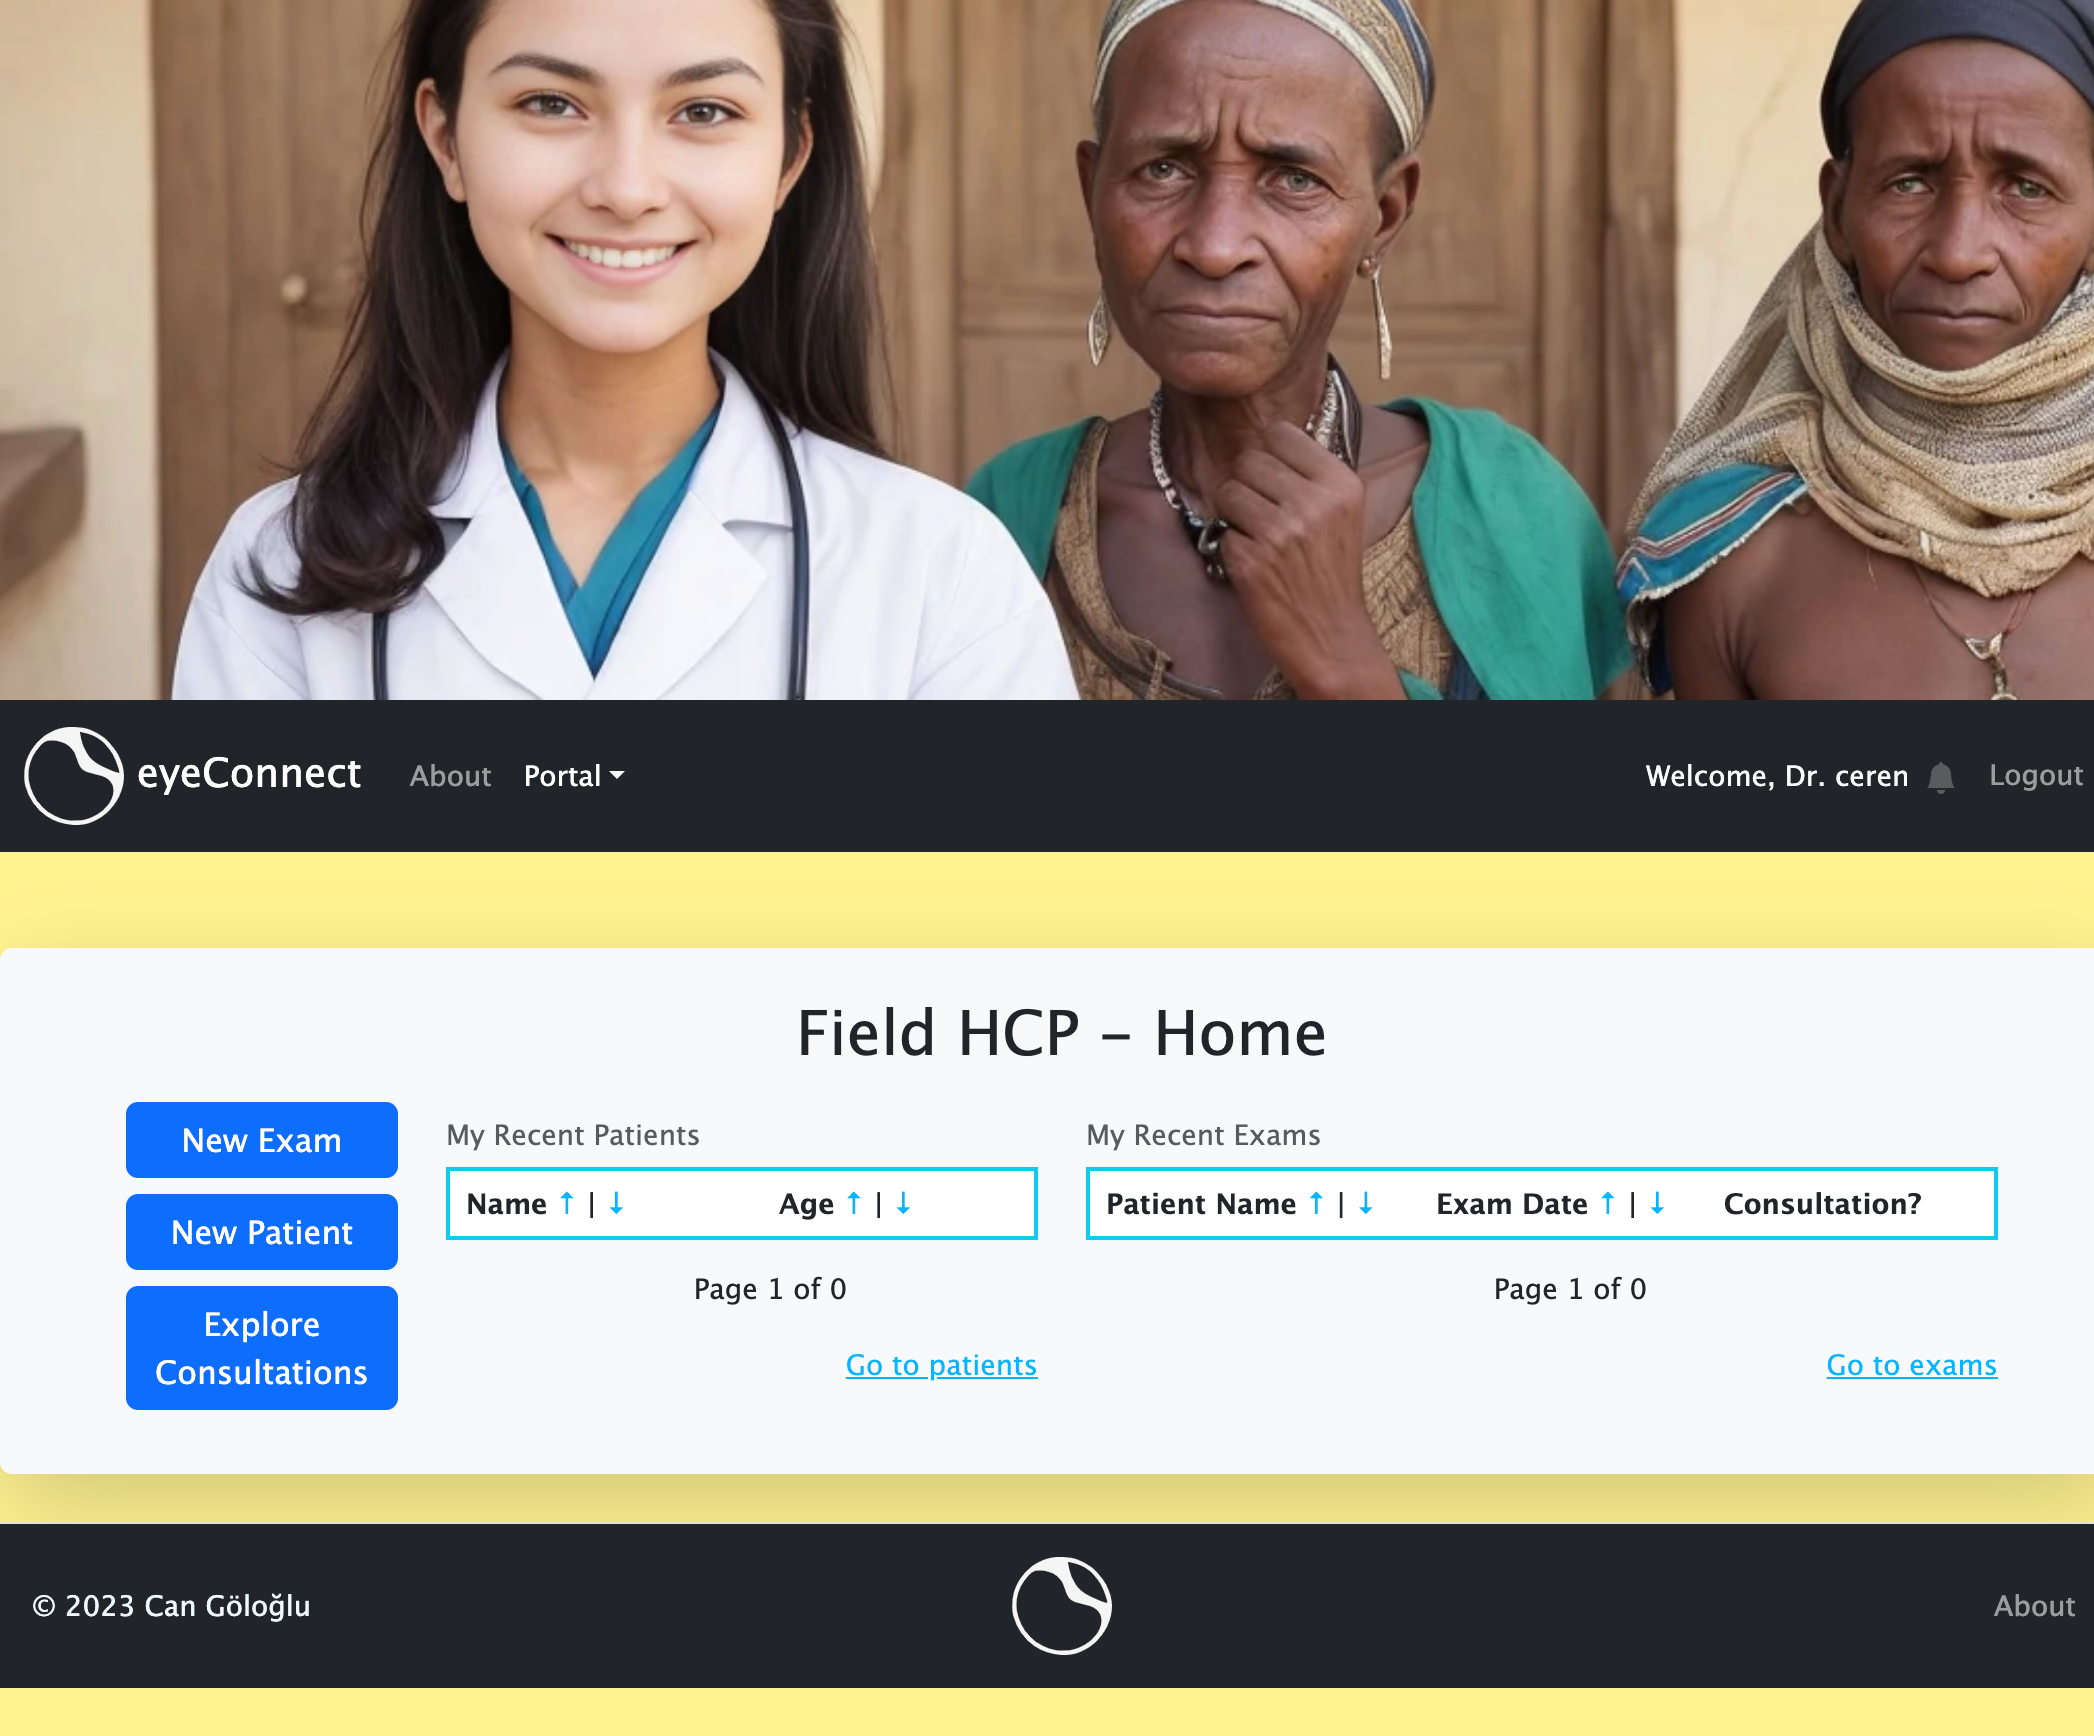 eyeConnect About Portal Welcome, Dr. ceren Logout
Field HCP – Home
New Exam
New Patient
Explore
Consultations
My Recent Patients
Name ↑ | ↓ Age ↑ | ↓
Page 1 of 0
Go to patients
My Recent Exams
Patient Name ↑ | ↓ Exam Date ↑ | ↓ Consultation?
Page 1 of 0
Go to exams
© 2023 Can Göloğlu About